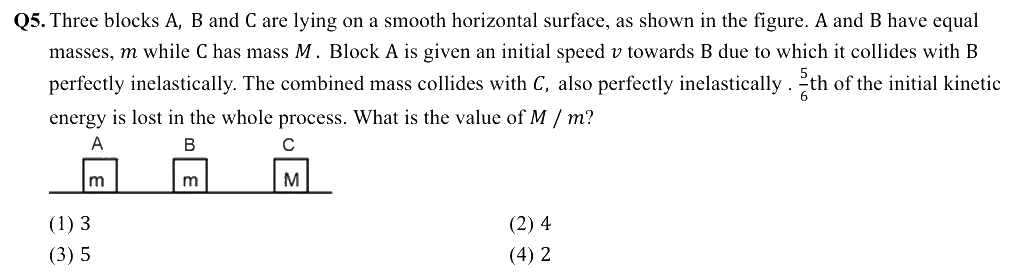 Q5. Three blocks A, B and C are lying on a smooth horizontal surface, as shown in the figure. A and B have equal
masses, m while C has mass M . Block A is given an initial speed v towards B due to which it collides with B
perfectly inelastically. The combined mass collides with C, also perfectly inelastically . 5/6th of the initial kinetic
energy is lost in the whole process. What is the value of M / m?
A B C
m m M
(1) 3 (2) 4
(3) 5 (4) 2